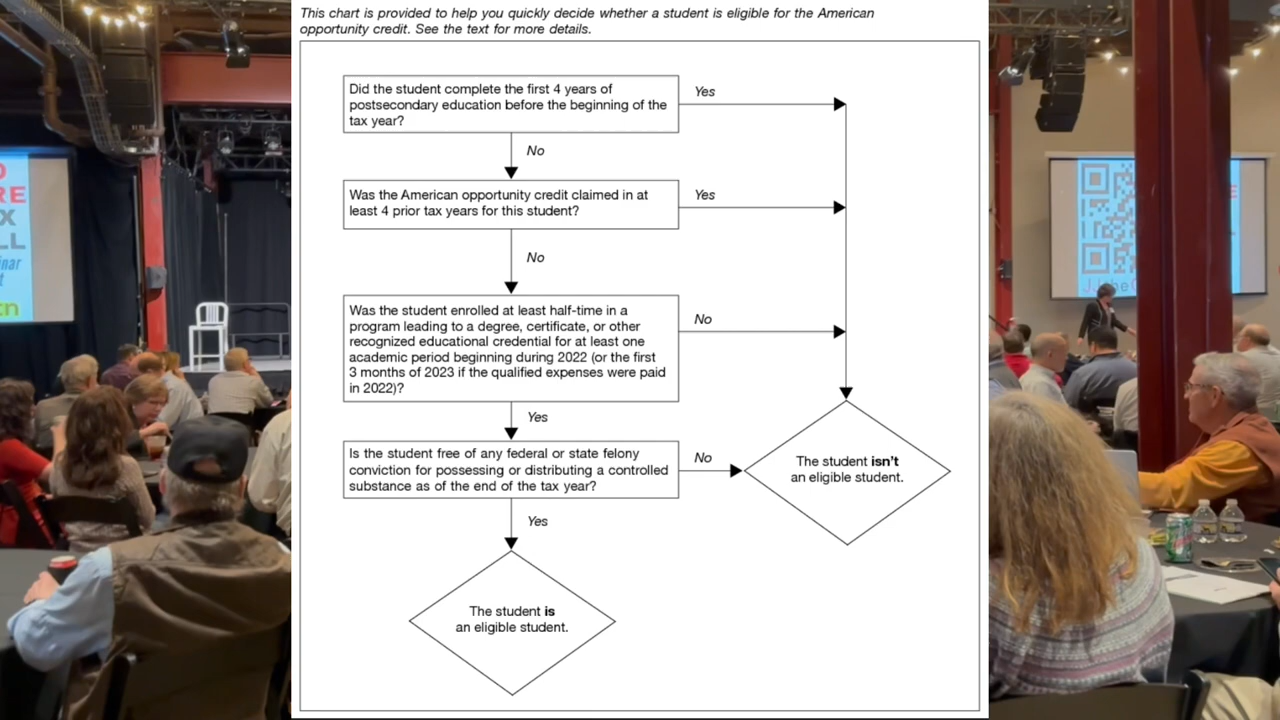 This chart is provided to help you quickly decide whether a student is eligible for the American
opportunity credit. See the text for more details.
Did the student complete the first 4 years of
postsecondary education before the beginning of the
tax year?
Yes
No
Was the American opportunity credit claimed in at
least 4 prior tax years for this student?
Yes
No
Was the student enrolled at least half-time in a
program leading to a degree, certificate, or other
recognized educational credential for at least one
academic period beginning during 2022 (or the first
3 months of 2023 if the qualified expenses were paid
in 2022)?
No
Yes
Is the student free of any federal or state felony
conviction for possessing or distributing a controlled
substance as of the end of the tax year?
No
Yes
The student isn't
an eligible student.
The student is
an eligible student.